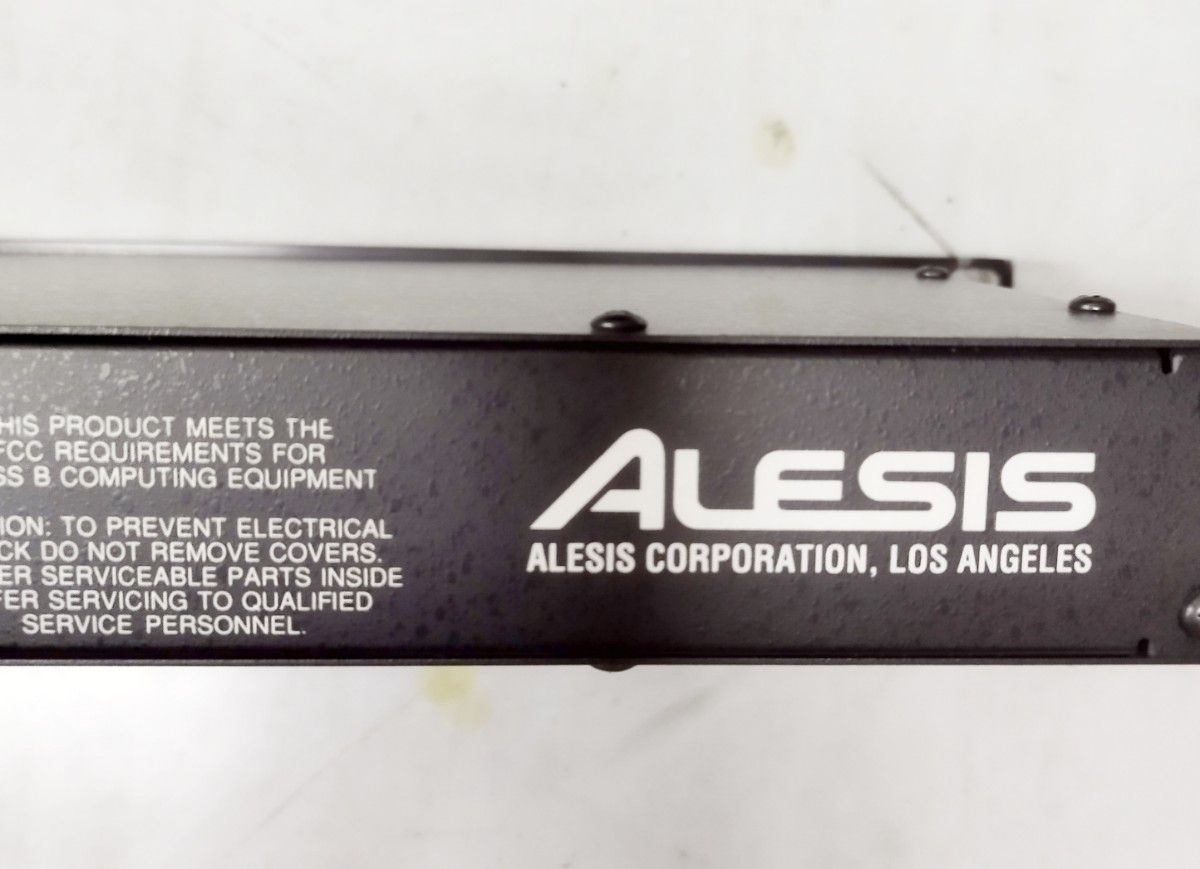 HIS PRODUCT MEETS THE
FCC REQUIREMENTS FOR
SS B COMPUTING EQUIPMENT
ION: TO PREVENT ELECTRICAL
CK DO NOT REMOVE COVERS.
ER SERVICEABLE PARTS INSIDE
FER SERVICING TO QUALIFIED
SERVICE PERSONNEL.
ALESIS
ALESIS CORPORATION, LOS ANGELES